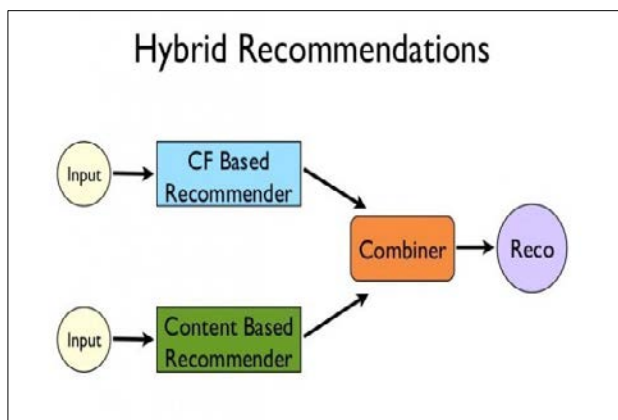 Hybrid Recommendations
Input
CF Based
Recommender
Combiner
Reco
Input
Content Based
Recommender